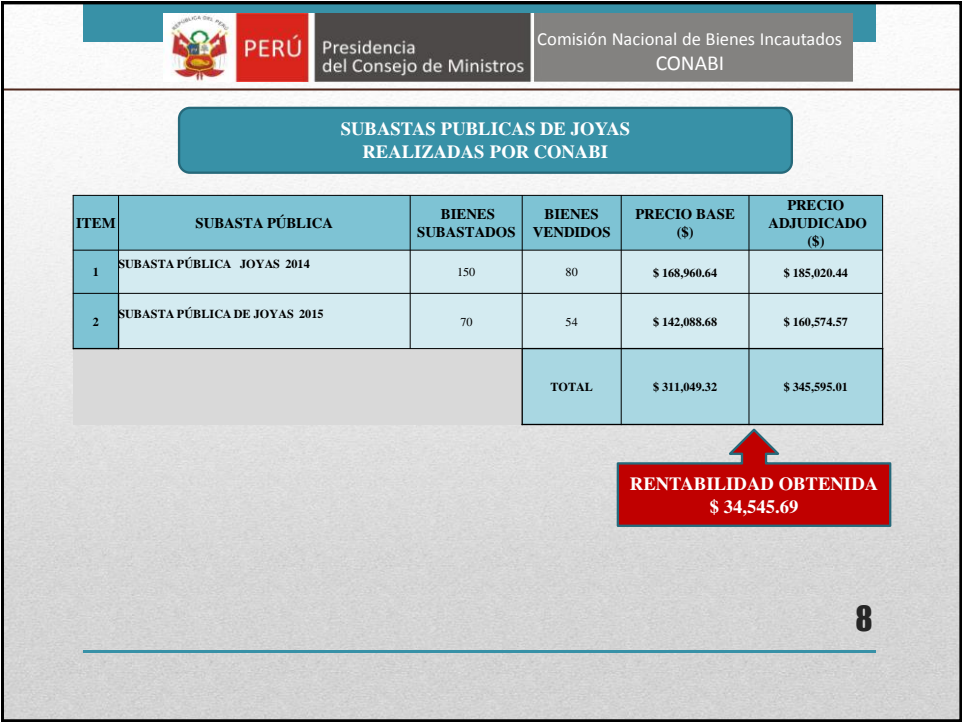 REPÚBLICA DEL PERÚ
PERÚ
Presidencia
del Consejo de Ministros
Comisión Nacional de Bienes Incautados
CONABI
SUBASTAS PUBLICAS DE JOYAS
REALIZADAS POR CONABI
ITEM SUBASTA PÚBLICA BIENES SUBASTADOS BIENES VENDIDOS PRECIO BASE ($) PRECIO ADJUDICADO ($)
1 SUBASTA PÚBLICA JOYAS 2014 150 80 $ 168,960.64 $ 185,020.44
2 SUBASTA PÚBLICA DE JOYAS 2015 70 54 $ 142,088.68 $ 160,574.57
TOTAL $ 311,049.32 $ 345,595.01
RENTABILIDAD OBTENIDA
$ 34,545.69
8